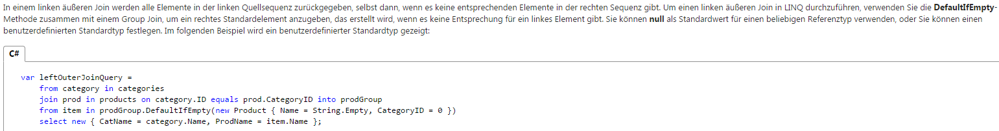 In einem linken äußeren Join werden alle Elemente in der linken Quellsequenz zurückgegeben, selbst dann, wenn es keine entsprechenden Elemente in der rechten Sequenz gibt. Um einen linken äußeren Join in LINQ durchzuführen, verwenden Sie die DefaultIfEmpty-
Methode zusammen mit einem Group Join, um ein rechtes Standardelement anzugeben, das erstellt wird, wenn es keine Entsprechung für ein linkes Element gibt. Sie können null als Standardwert für einen beliebigen Referenztyp verwenden, oder Sie können einen
benutzerdefinierten Standardtyp festlegen. Im folgenden Beispiel wird ein benutzerdefinierter Standardtyp gezeigt:
C#
var leftOuterJoinQuery =
    from category in categories
    join prod in products on category.ID equals prod.CategoryID into prodGroup
    from item in prodGroup.DefaultIfEmpty(new Product { Name = String.Empty, CategoryID = 0 })
    select new { CatName = category.Name, ProdName = item.Name };